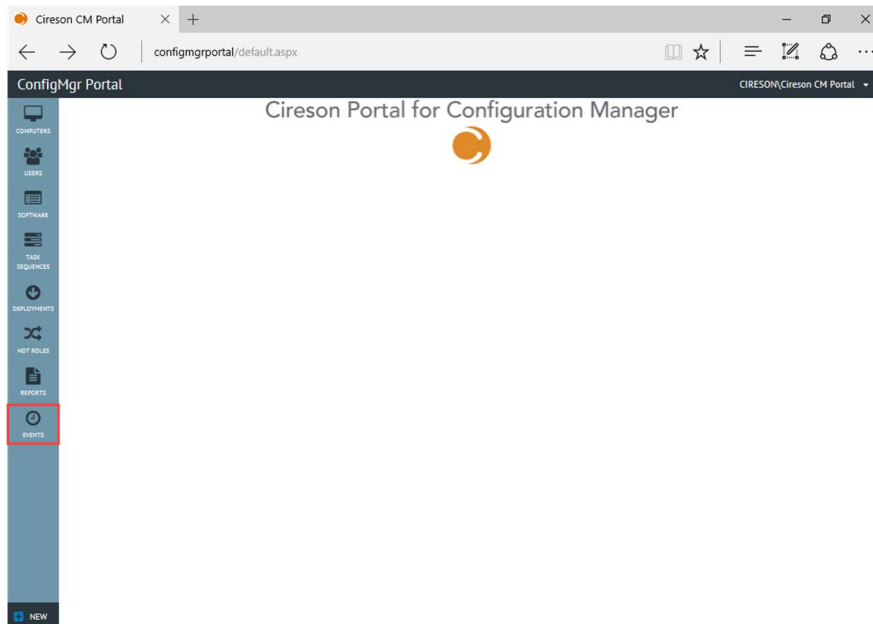 Cireson CM Portal
configmgrportal/default.aspx
ConfigMgr Portal
CIRESON\Cireson CM Portal
Cireson Portal for Configuration Manager
COMPUTERS
USERS
SOFTWARE
TASK
SEQUENCES
DEPLOYMENTS
MDT ROLES
REPORTS
EVENTS
NEW